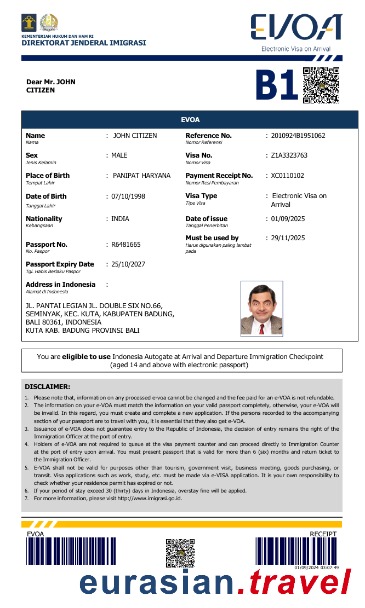 KEMENTERIAN HUKUM DAN HAM RI
DIREKTORAT JENDERAL IMIGRASI
EVOA
Electronic Visa on Arrival
Dear Mr. JOHN
CITIZEN
B1
EVOA
Name : JOHN CITIZEN
Nama
Reference No. : 2010924B1951062
Nomor Referensi
Sex : MALE
Jenis Kelamin
Visa No. : Z1A3323763
Nomor Visa
Place of Birth : PANIPAT HARYANA
Tempat Lahir
Payment Receipt No. : XC0110102
Nomor Resi Pembayaran
Date of Birth : 07/10/1998
Tanggal Lahir
Visa Type : Electronic Visa on
Arrival
Tipe Visa
Nationality : INDIA
Kebangsaan
Date of issue : 01/09/2025
Tanggal Penerbitan
Passport No. : R6481665
No. Paspor
Must be used by : 29/11/2025
Harus digunakan paling lambat
pada
Passport Expiry Date : 25/10/2027
Tgl. Habis Berlaku Paspor
Address in Indonesia :
Alamat di Indonesia
JL. PANTAI LEGIAN JL. DOUBLE SIX NO.66,
SEMINYAK, KEC. KUTA, KABUPATEN BADUNG,
BALI 80361, INDONESIA
KUTA KAB. BADUNG PROVINSI BALI
You are eligible to use Indonesia Autogate at Arrival and Departure Immigration Checkpoint
(aged 14 and above with electronic passport)
DISCLAIMER:
1. Please note that, information on any processed e-VOA cannot be changed and the fee paid for an e-VOA is not refundable.
2. The information on your e-VOA must match the information on your valid passport completely, otherwise, your e-VOA will
be invalid. In this regard, you must create and complete a new application. If the persons recorded to the accompanying
section of your passport are to travel with you, it is essential that they also get e-VOA.
3. Issuance of e-VOA does not guarantee entry to the Republic of Indonesia, the discretion of entry remains the right of the
Immigration Officer at the port of entry.
4. Holders of e-VOA are not required to queue at the visa payment counter and can proceed directly to Immigration Counter
at the port of entry upon arrival. You must present passport that is valid for more than 6 (six) months and return ticket to
the Immigration Officer.
5. E-VOA shall not be valid for purposes other than tourism, government visit, business meeting, goods purchasing, or
transit. Visa applications such as work, study, etc. must be made via e-VISA application. It is your own responsibility to
check whether your residence permit has expired or not.
6. If your period of stay exceed 30 (thirty) days in Indonesia, overstay fine will be applied.
7. For more information, please visit http://www.imigrasi.go.id.
EVOA
RECEIPT
eurasian.travel